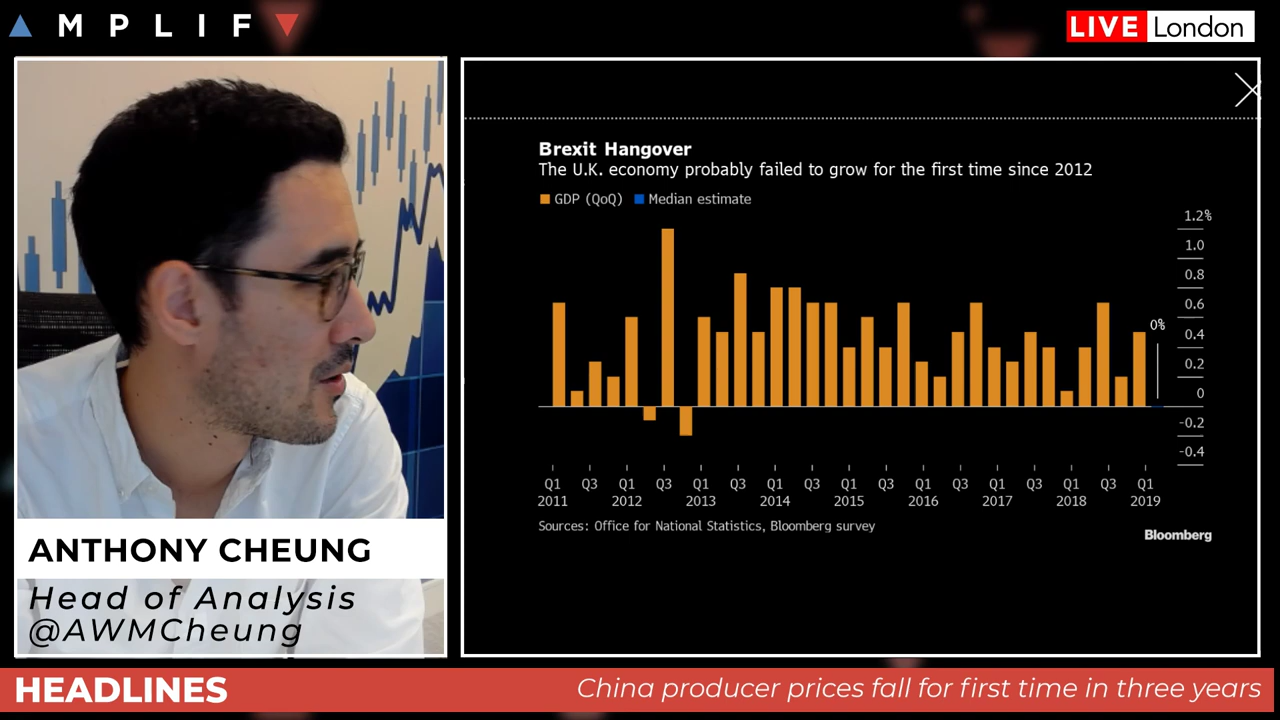 MPLIF
LIVE London
Brexit Hangover
The U.K. economy probably failed to grow for the first time since 2012
GDP (QoQ) Median estimate
1.2%
1.0
0.8
0.6
0.4
0.2
0
-0.2
-0.4
0%
Q1 Q3 Q1 Q3 Q1 Q3 Q1 Q3 Q1 Q3 Q1 Q3 Q1 Q3 Q1 Q3 Q1
2011 2012 2013 2014 2015 2016 2017 2018 2019
Sources: Office for National Statistics, Bloomberg survey
Bloomberg
ANTHONY CHEUNG
Head of Analysis
@AWMCheung
HEADLINES
China producer prices fall for first time in three years